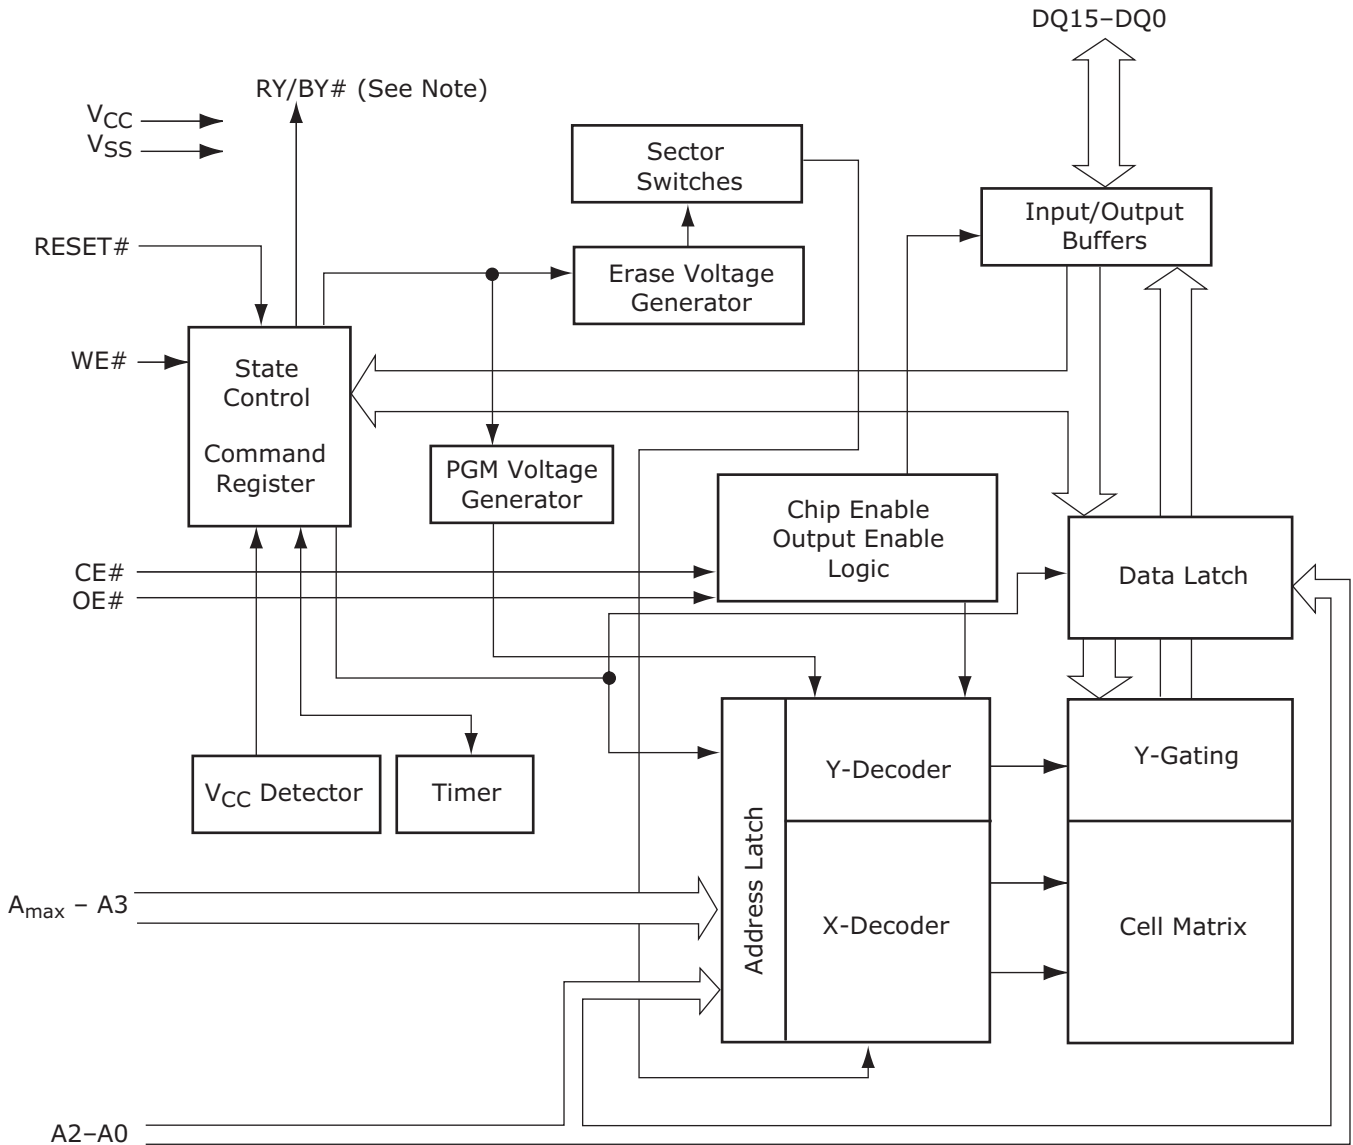 DQ15–DQ0
RY/BY# (See Note)
VCC
VSS
Sector
Switches
Input/Output
Buffers
RESET#
Erase Voltage
Generator
WE#
State
Control
Command
Register
PGM Voltage
Generator
Chip Enable
Output Enable
Logic
CE#
OE#
Data Latch
VCC Detector
Timer
Address Latch
Y-Decoder
Y-Gating
Amax – A3
X-Decoder
Cell Matrix
A2–A0